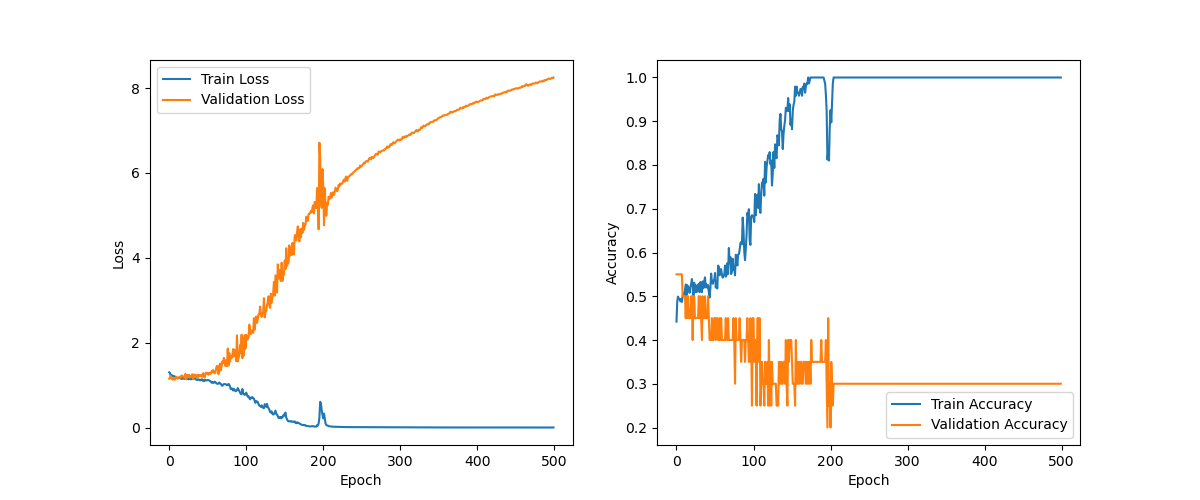 Train Loss
Validation Loss
8
6
4
2
0
Loss
0 100 200 300 400 500
Epoch
1.0
0.9
0.8
0.7
0.6
0.5
0.4
0.3
0.2
Accuracy
Train Accuracy
Validation Accuracy
0 100 200 300 400 500
Epoch